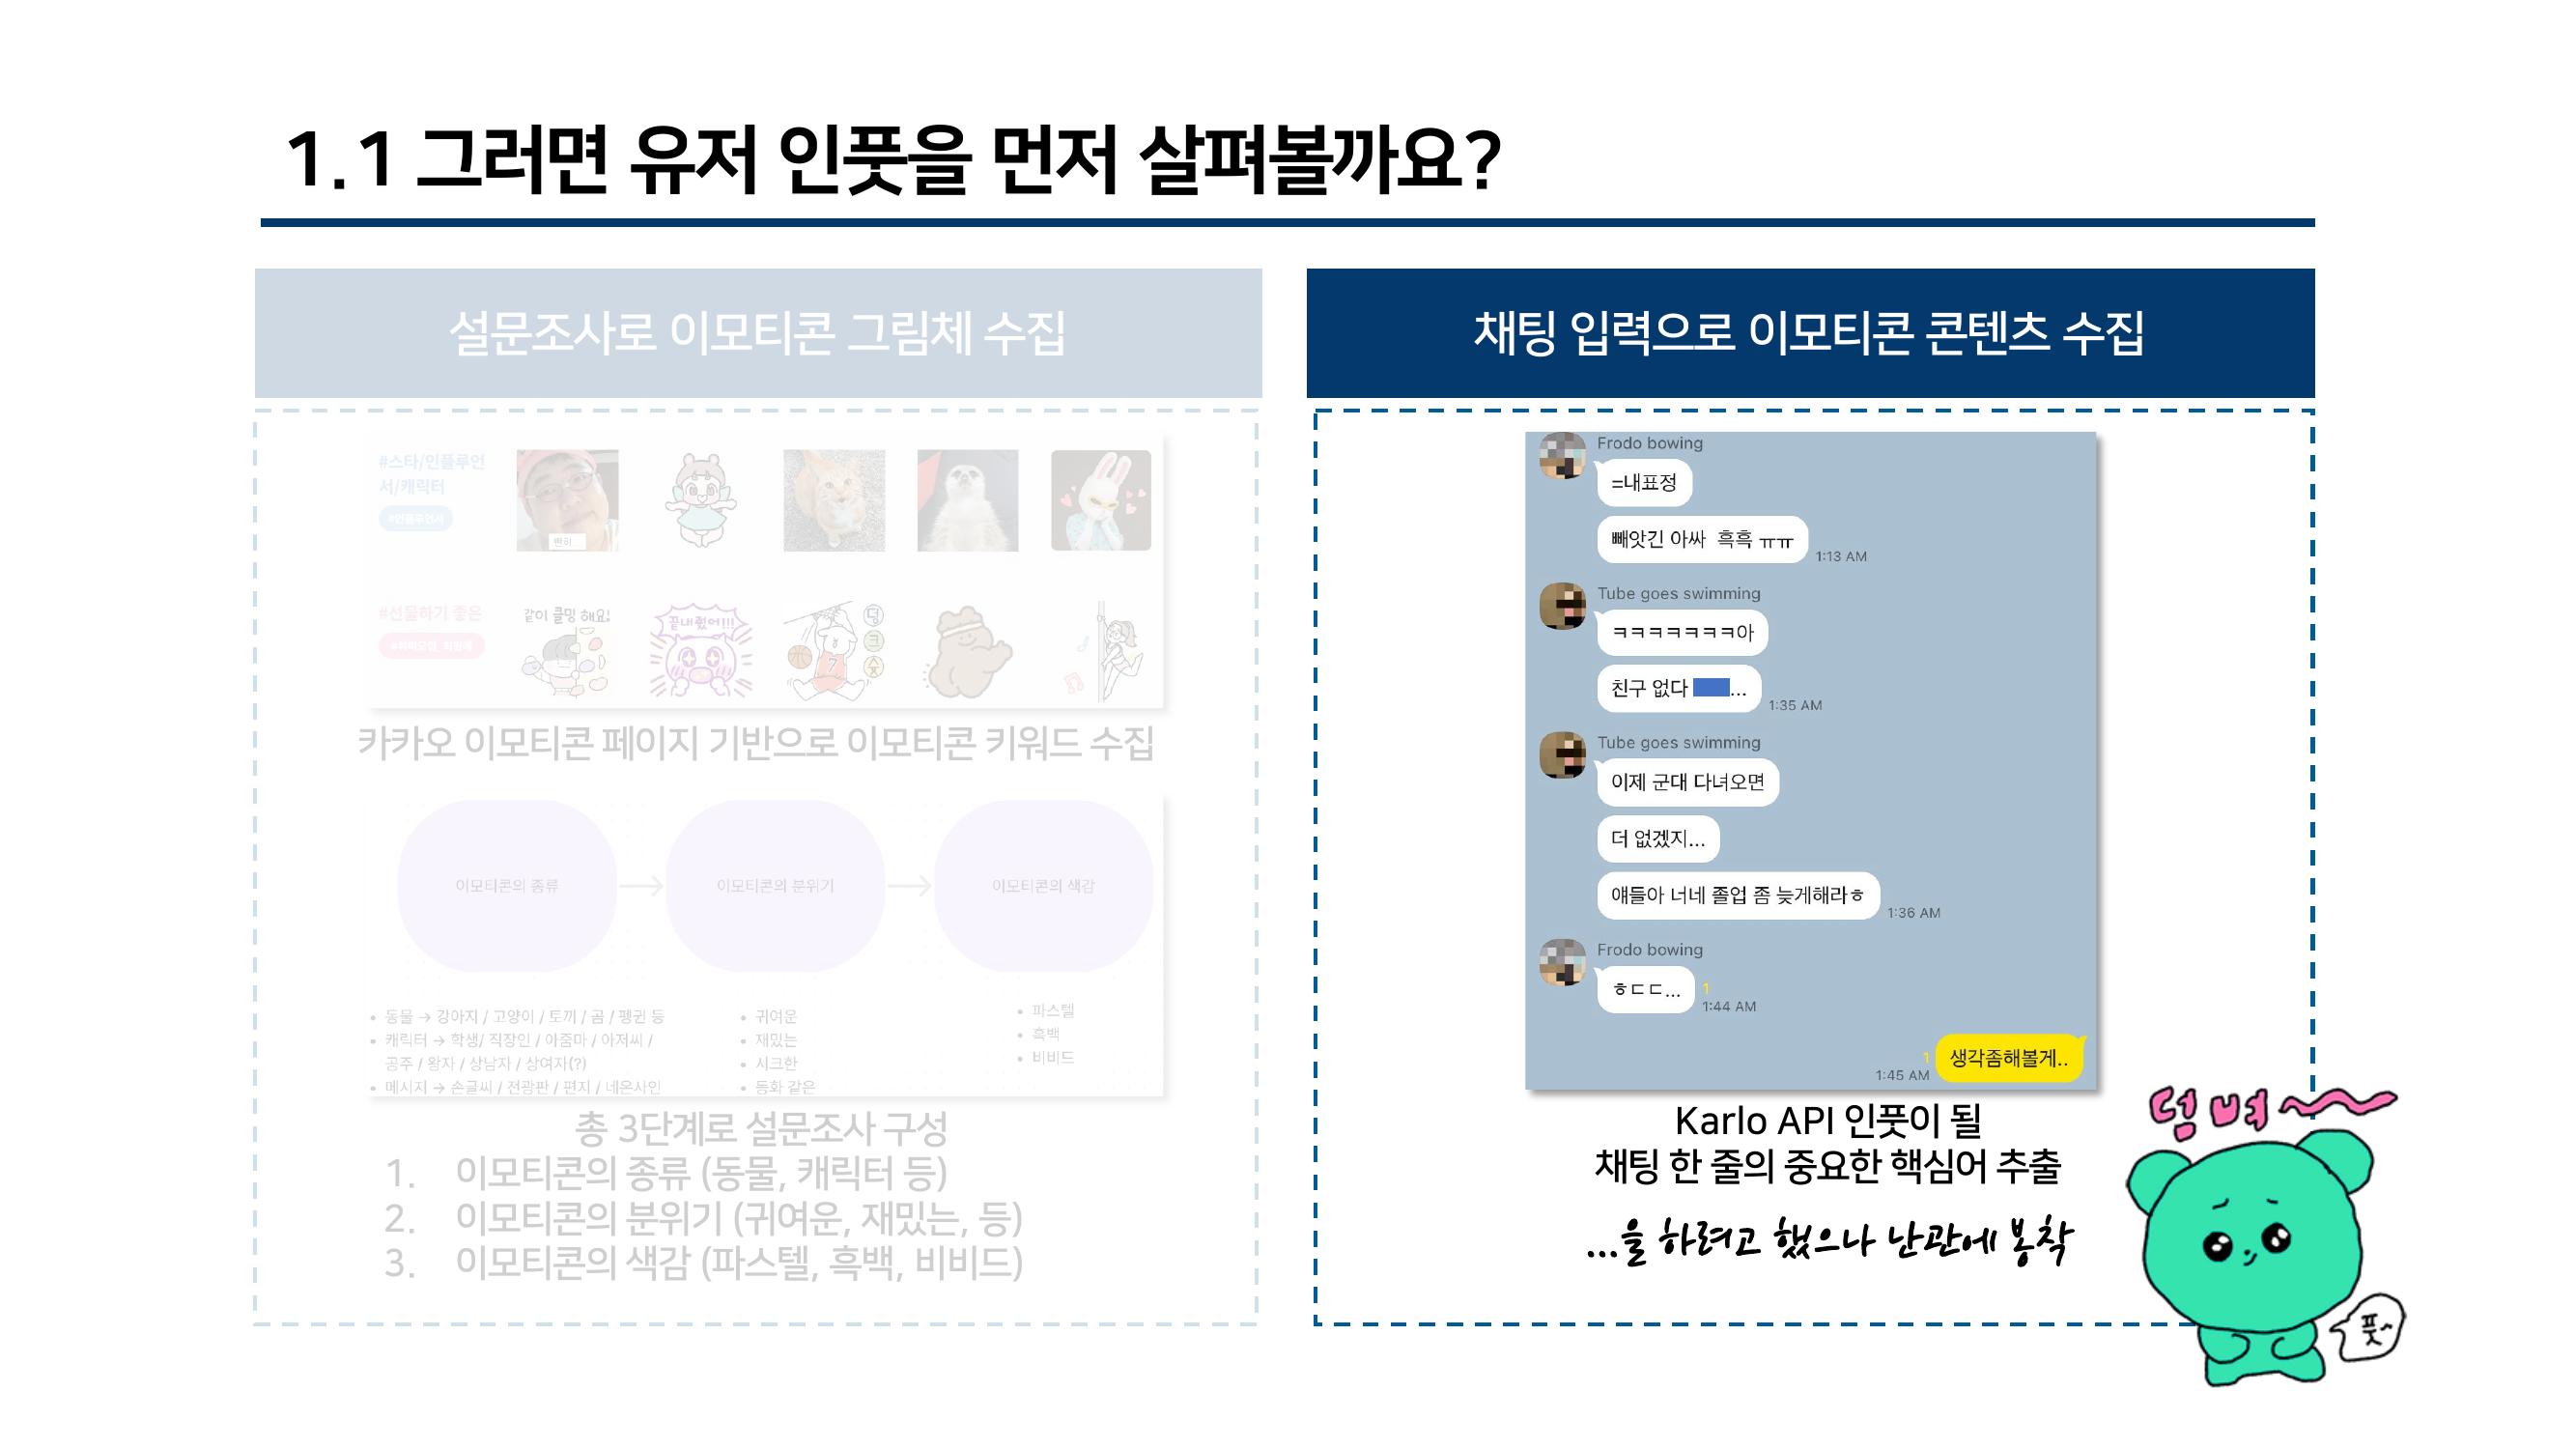 1.1 그러면 유저 인풋을 먼저 살펴볼까요?
설문조사로 이모티콘 그림체 수집
#스타/인플루언
서/캐릭터
#인플루언서
빤히
#선물하기 좋은
같이 클밍 해요!
끝내줬어!!!
덩
크
슛
7
카카오 이모티콘 페이지 기반으로 이모티콘 키워드 수집
이모티콘의 종류
이모티콘의 분위기
이모티콘의 색감
• 동물 → 강아지 / 고양이 / 토끼 / 곰 / 펭귄 등
• 캐릭터 → 학생/ 직장인 / 아줌마 / 아저씨 /
공주 / 왕자 / 상남자 / 상여자(?)
• 메시지 → 손글씨 / 전광판 / 편지 / 네온사인
• 귀여운
• 재밌는
• 시크한
• 동화 같은
• 파스텔
• 흑백
• 비비드
총 3단계로 설문조사 구성
1. 이모티콘의 종류 (동물, 캐릭터 등)
2. 이모티콘의 분위기 (귀여운, 재밌는, 등)
3. 이모티콘의 색감 (파스텔, 흑백, 비비드)
채팅 입력으로 이모티콘 콘텐츠 수집
Frodo bowing
=내표정
빼앗긴 아싸 흑흑 ㅠㅠ
1:13 AM
Tube goes swimming
ㅋㅋㅋㅋㅋㅋㅋ아
친구 없다 ...
1:35 AM
Tube goes swimming
이제 군대 다녀오면
더 없겠지...
얘들아 너네 졸업 좀 늦게해라ㅎ
1:36 AM
Frodo bowing
ㅎㄷㄷ...
1
1:44 AM
1
1:45 AM
생각좀해볼게..
Karlo API 인풋이 될
채팅 한 줄의 중요한 핵심어 추출
...을 하려고 했으나 난관에 봉착
덤벼
풋~